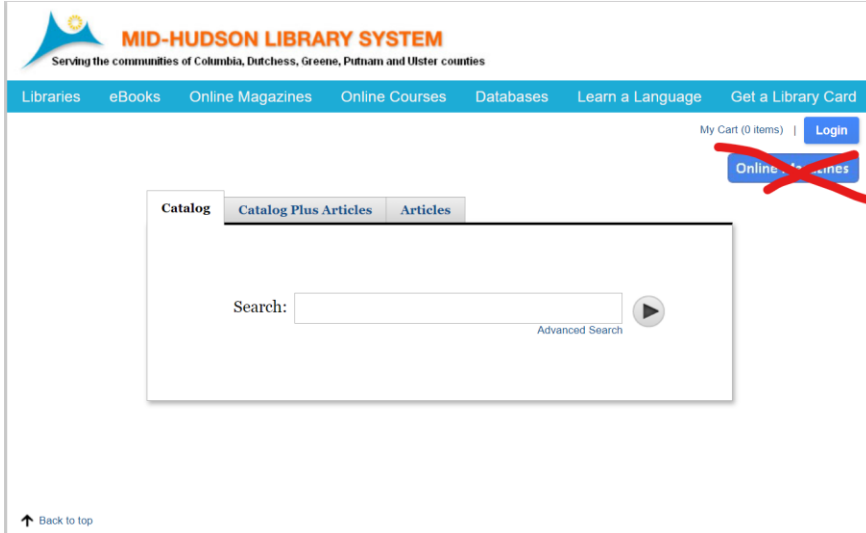 MID-HUDSON LIBRARY SYSTEM
Serving the communities of Columbia, Dutchess, Greene, Putnam and Ulster counties
Libraries eBooks Online Magazines Online Courses Databases Learn a Language Get a Library Card
My Cart (0 items) | Login
Online Magazines
Catalog Catalog Plus Articles Articles
Search:
Advanced Search
Back to top